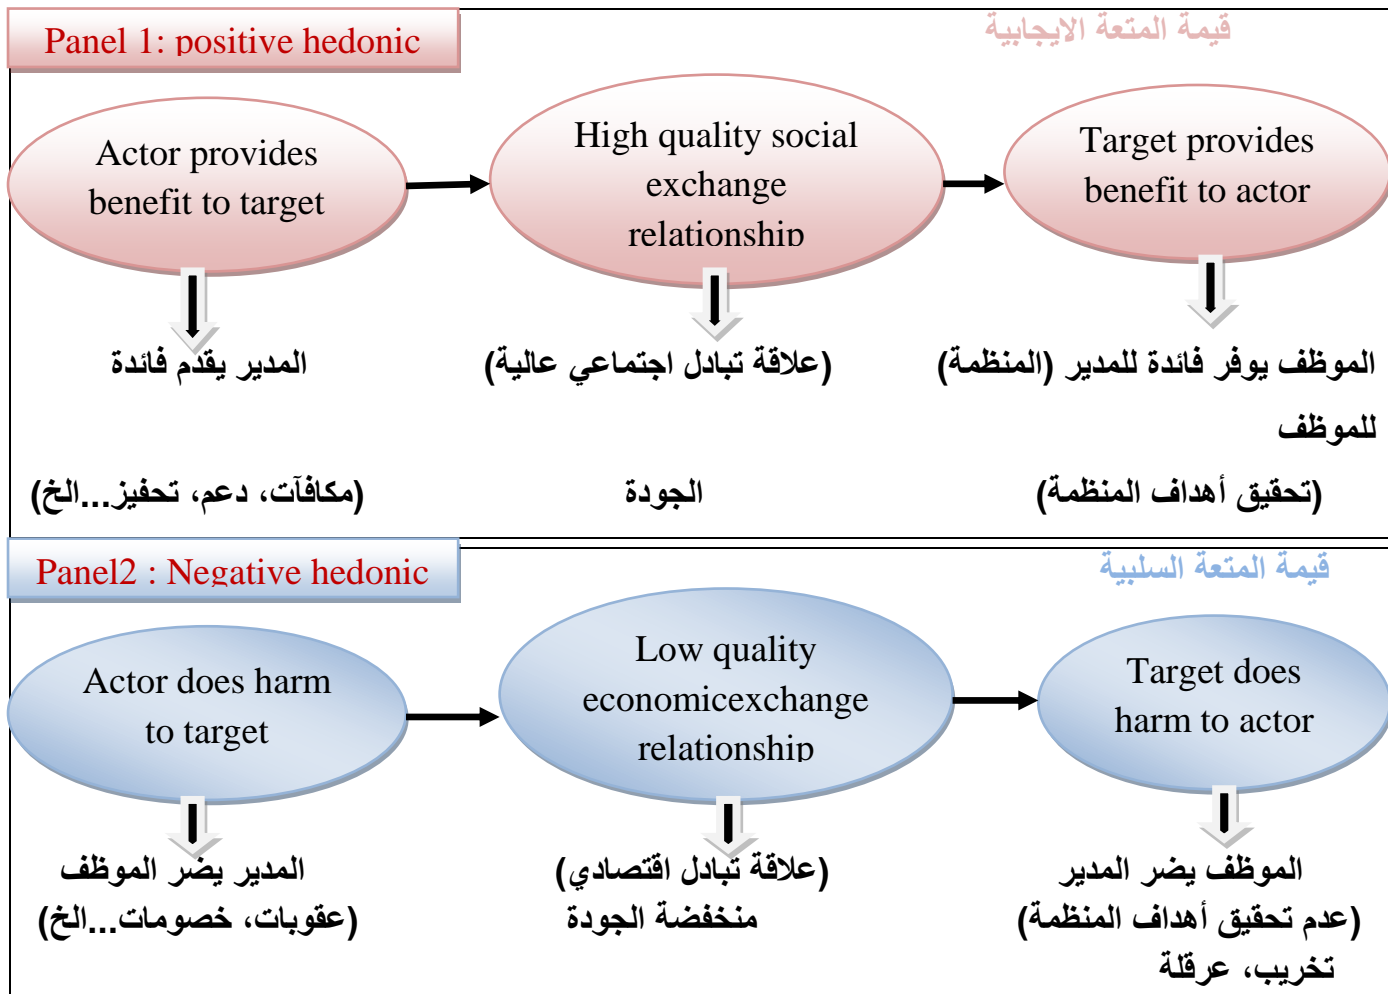 Panel 1: positive hedonic
قيمة المتعة الايجابية
Actor provides
benefit to target
High quality social
exchange
relationship
Target provides
benefit to actor
المدير يقدم فائدة
(علاقة تبادل اجتماعي عالية)
الموظف يوفر فائدة للمدير (المنظمة)
للموظف
(مكافآت، دعم، تحفيز...الخ)
الجودة
(تحقيق أهداف المنظمة)
Panel2 : Negative hedonic
قيمة المتعة السلبية
Actor does harm
to target
Low quality
economicexchange
relationship
Target does
harm to actor
المدير يضر الموظف
(عقوبات، خصومات...الخ)
(علاقة تبادل اقتصادي)
منخفضة الجودة
الموظف يضر المدير
(عدم تحقيق أهداف المنظمة)
تخريب، عرقلة